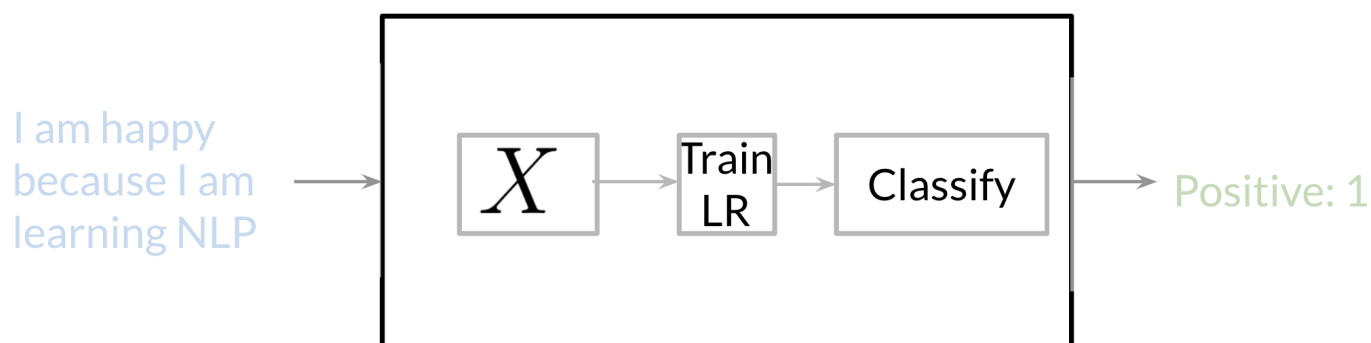 I am happy
because I am
learning NLP
X
Train
LR
Classify
Positive: 1